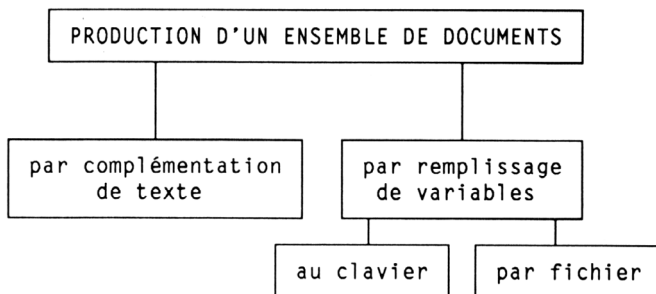 PRODUCTION D'UN ENSEMBLE DE DOCUMENTS
par complémentation
de texte
par remplissage
de variables
au clavier
par fichier